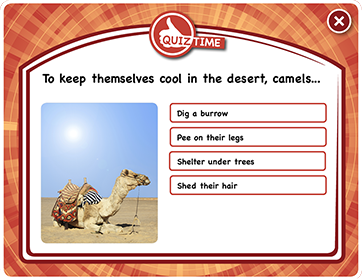 QUIZ TIME
To keep themselves cool in the desert, camels...
Dig a burrow
Pee on their legs
Shelter under trees
Shed their hair